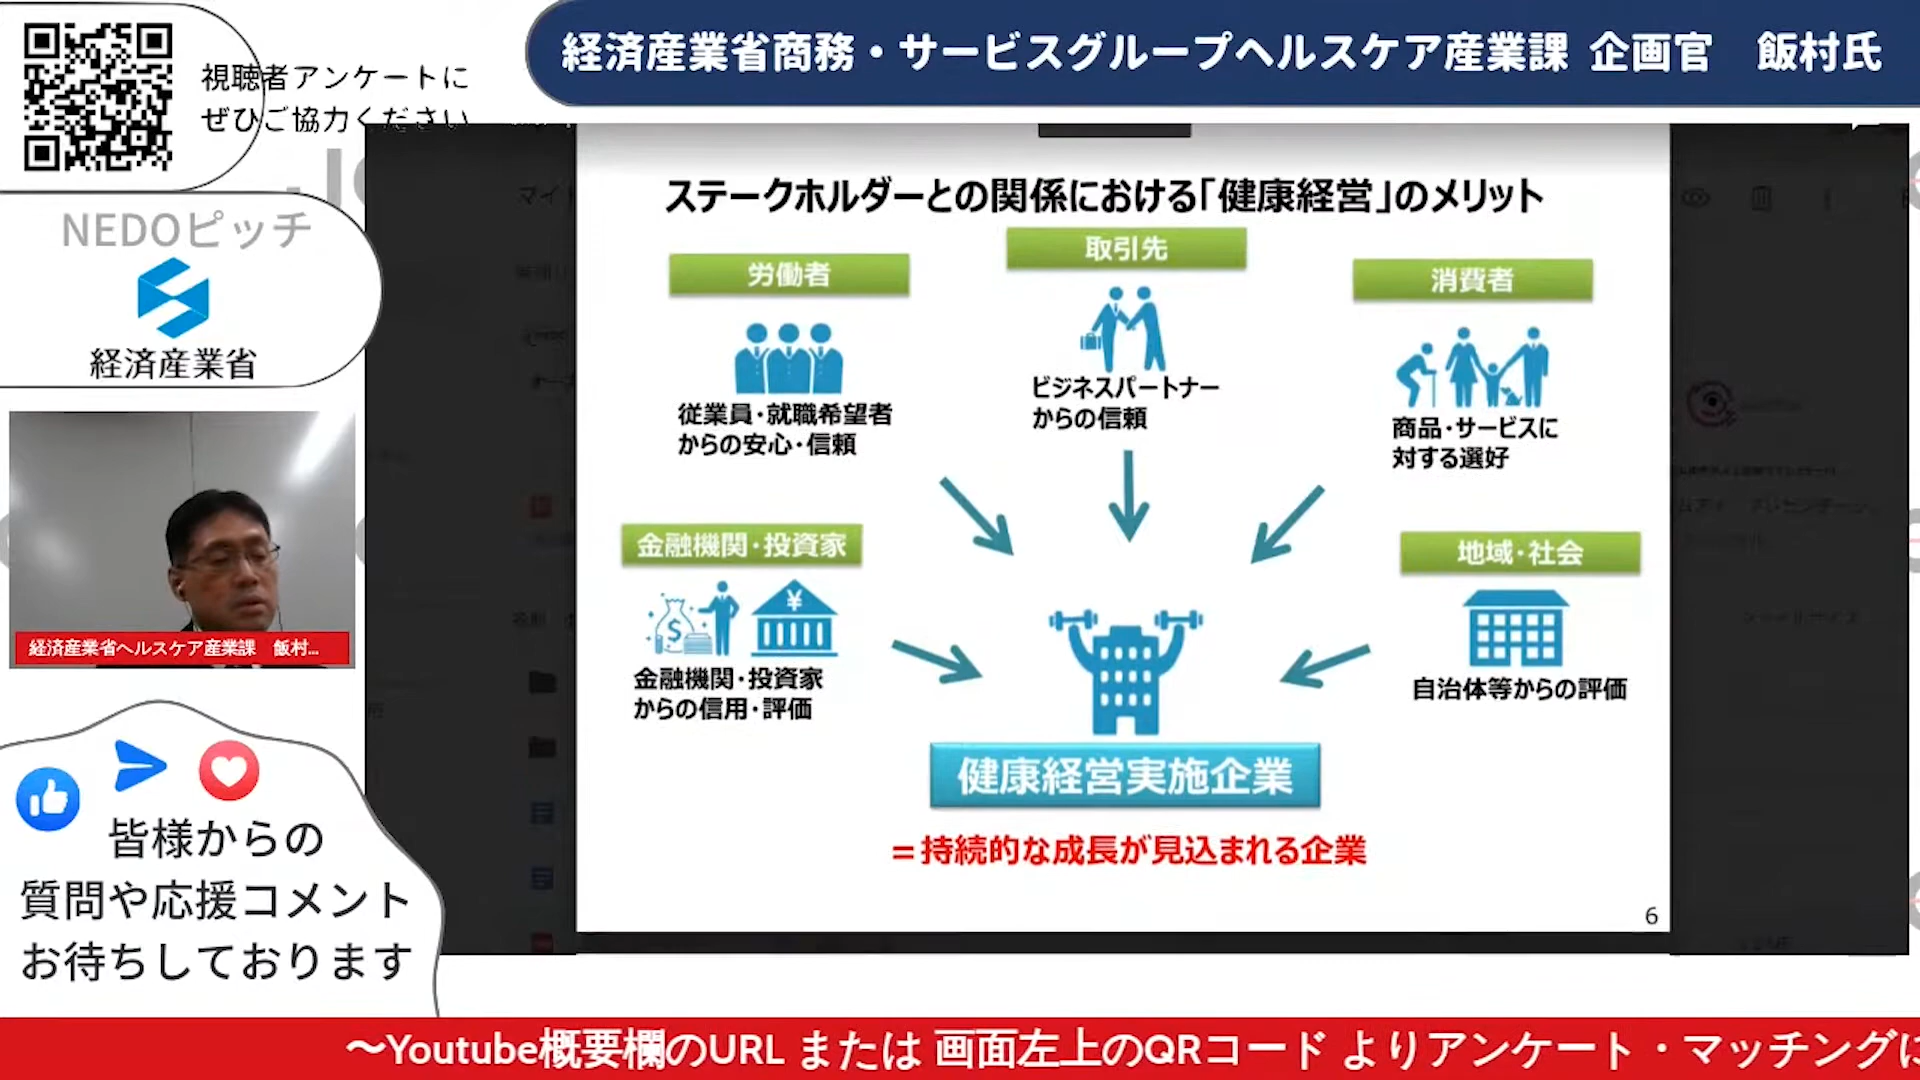 経済産業省商務・サービスグループヘルスケア産業課 企画官　飯村氏
視聴者アンケートに
ぜひご協力ください
NEDOピッチ
経済産業省
ステークホルダーとの関係における「健康経営」のメリット
労働者
従業員・就職希望者
からの安心・信頼
取引先
ビジネスパートナー
からの信頼
消費者
商品・サービスに
対する選好
金融機関・投資家
金融機関・投資家
からの信用・評価
地域・社会
自治体等からの評価
健康経営実施企業
＝持続的な成長が見込まれる企業
6
経済産業省ヘルスケア産業課　飯村...
皆様からの
質問や応援コメント
お待ちしております
〜Youtube概要欄のURL または 画面左上のQRコード よりアンケート・マッチングに